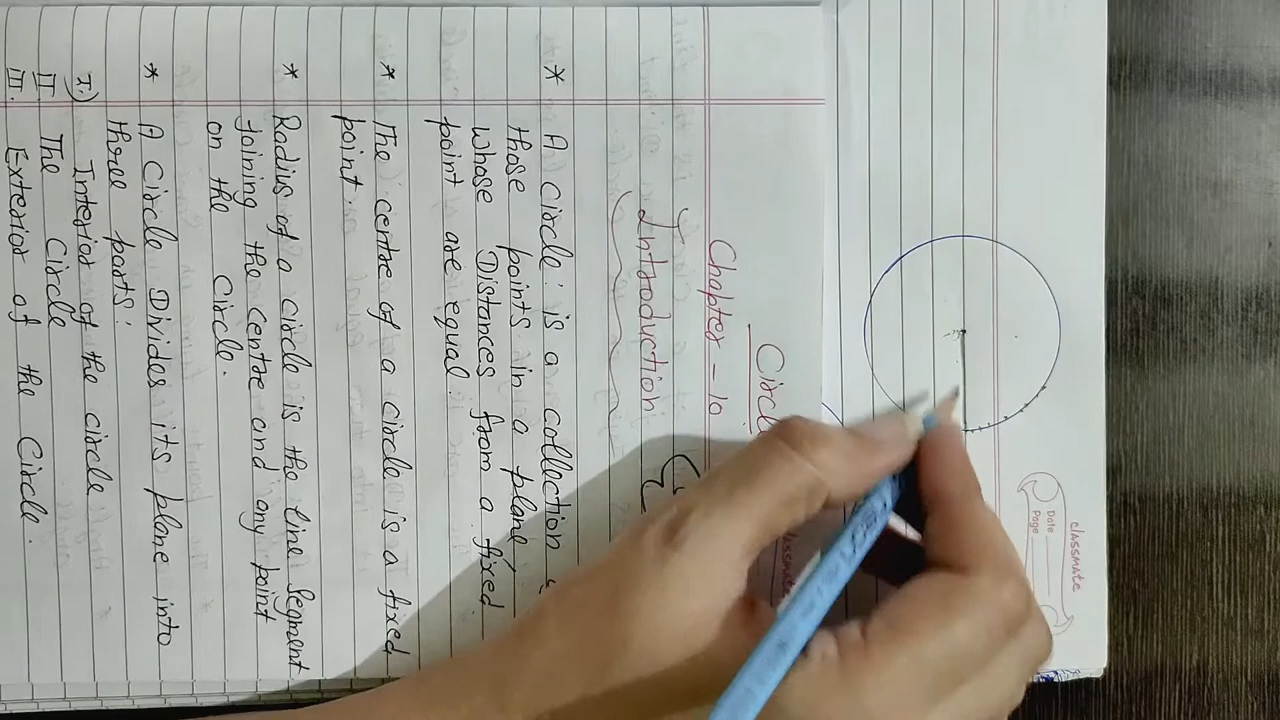 classmate
Date
Page
Chapter - 10
Introduction
* A circle is a collection
those points in a plane
whose Distances from a fixed
point are equal.
* The centre of a circle is a fixed
point.
* Radius of a circle is the line segment
joining the centre and any point
on the Circle.
* A Circle Divides its plane into
three parts:
I) Interior of the circle
II The Circle
III. Exterior of the Circle.